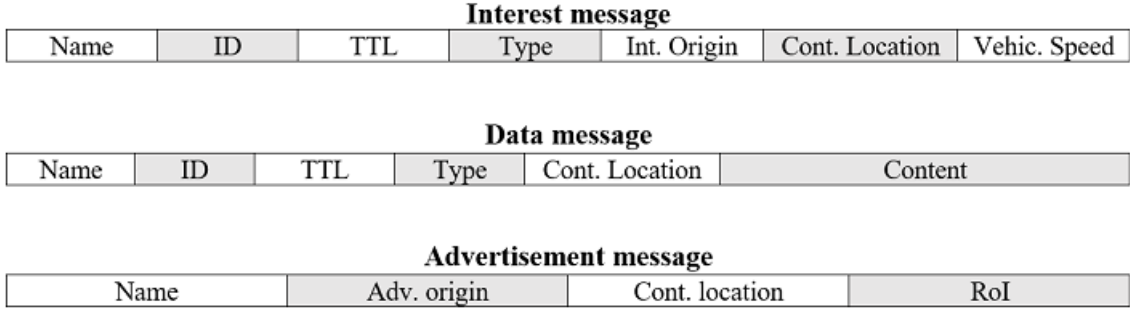 Interest message
Name ID TTL Type Int. Origin Cont. Location Vehic. Speed
Data message
Name ID TTL Type Cont. Location Content
Advertisement message
Name Adv. origin Cont. location RoI